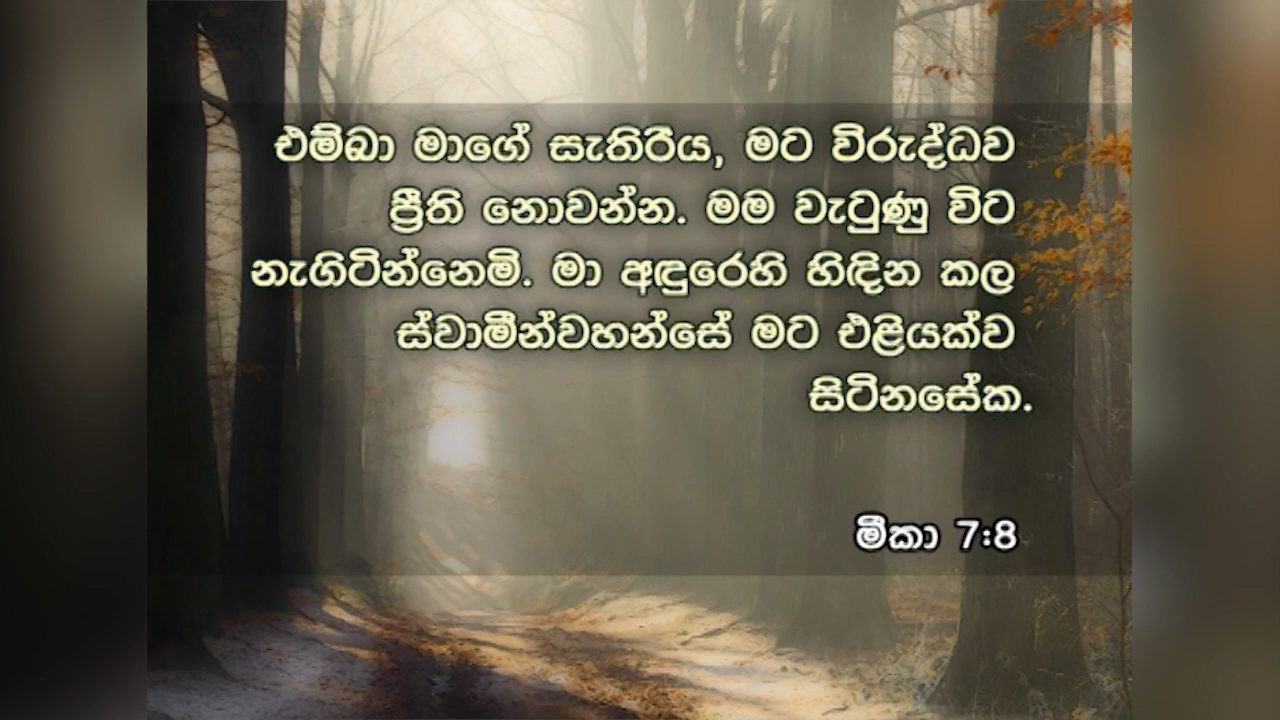 එම්බා මාගේ සැතිරිය, මට විරුද්ධව
ප්‍රීති නොවන්න. මම වැටුණු විට
නැගිටින්නෙමි. මා අඳුරෙහි හිඳින කල
ස්වාමීන්වහන්සේ මට එළියක්ව
සිටිනසේක.
මීකා 7:8